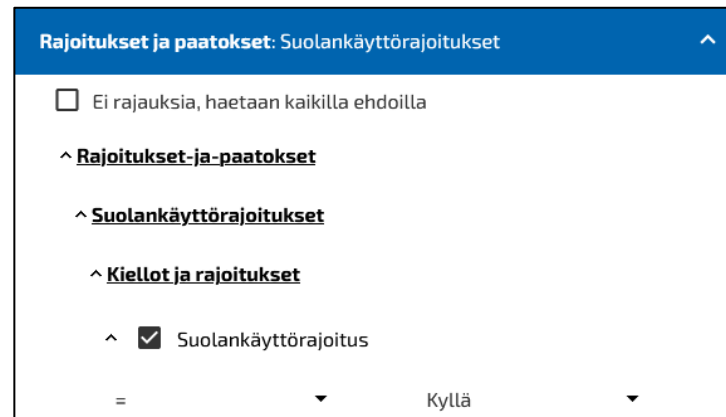 Rajoitukset ja paatokset: Suolankäyttörajoitukset
Ei rajauksia, haetaan kaikilla ehdoilla
Rajoitukset-ja-paatokset
Suolankäyttörajoitukset
Kiellot ja rajoitukset
Suolankäyttörajoitus
= Kyllä